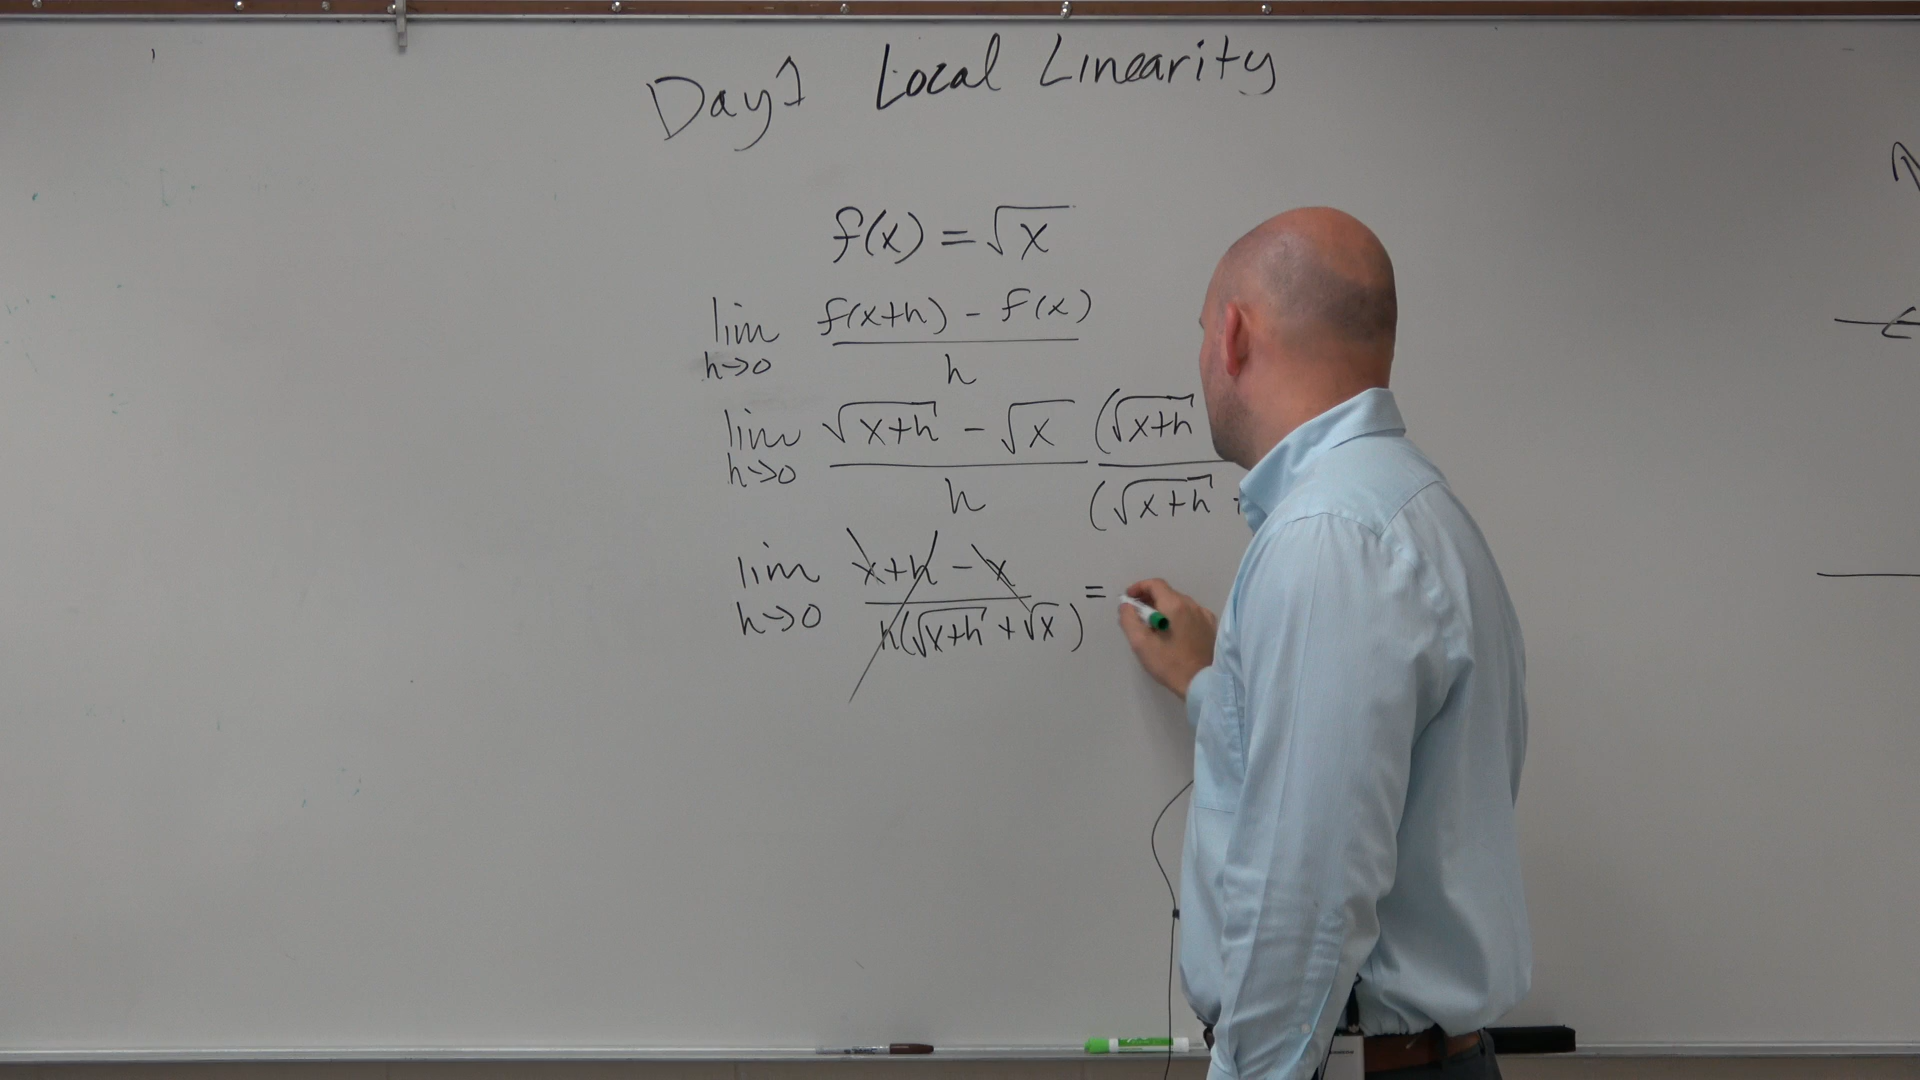 Day 1 Local Linearity
f(x) = √x
lim h→0 f(x+h) - f(x) / h
lim h→0 √x+h - √x / h (√x+h / (√x+h +
lim h→0 x+h - x / h(√x+h + √x) =